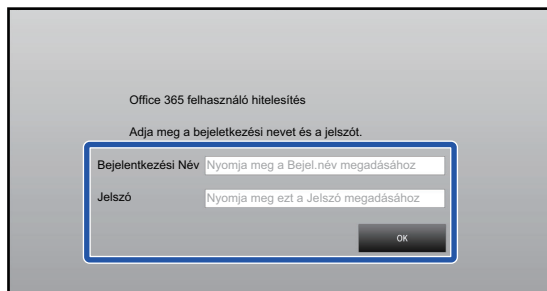 Office 365 felhasználó hitelesítés
Adja meg a bejeletkezési nevet és a jelszót.
Bejelentkezési Név Nyomja meg a Bejel.név megadásához
Jelszó Nyomja meg ezt a Jelszó megadásához
OK